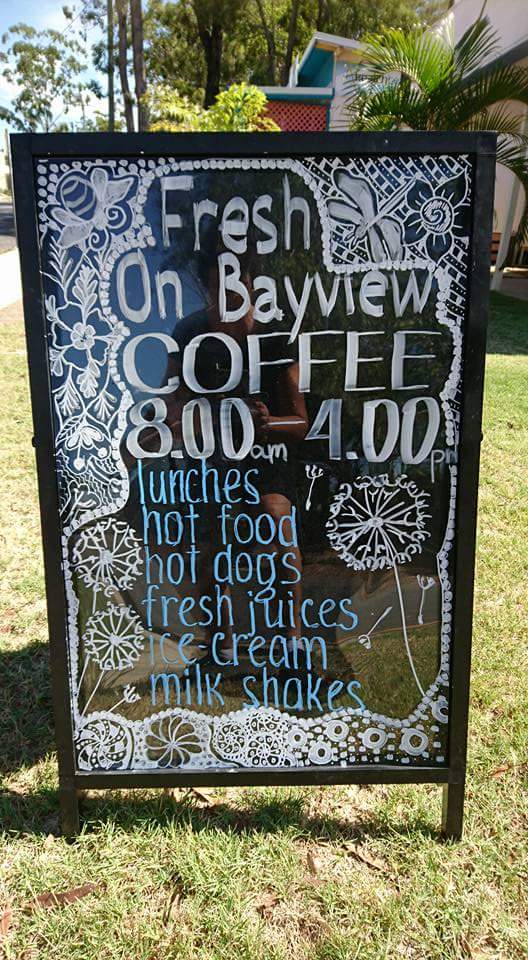 Fresh
On Bayview
COFFEE
8.00am - 4.00pm
lunches
hot food
hot dogs
fresh juices
ice-cream
milk shakes